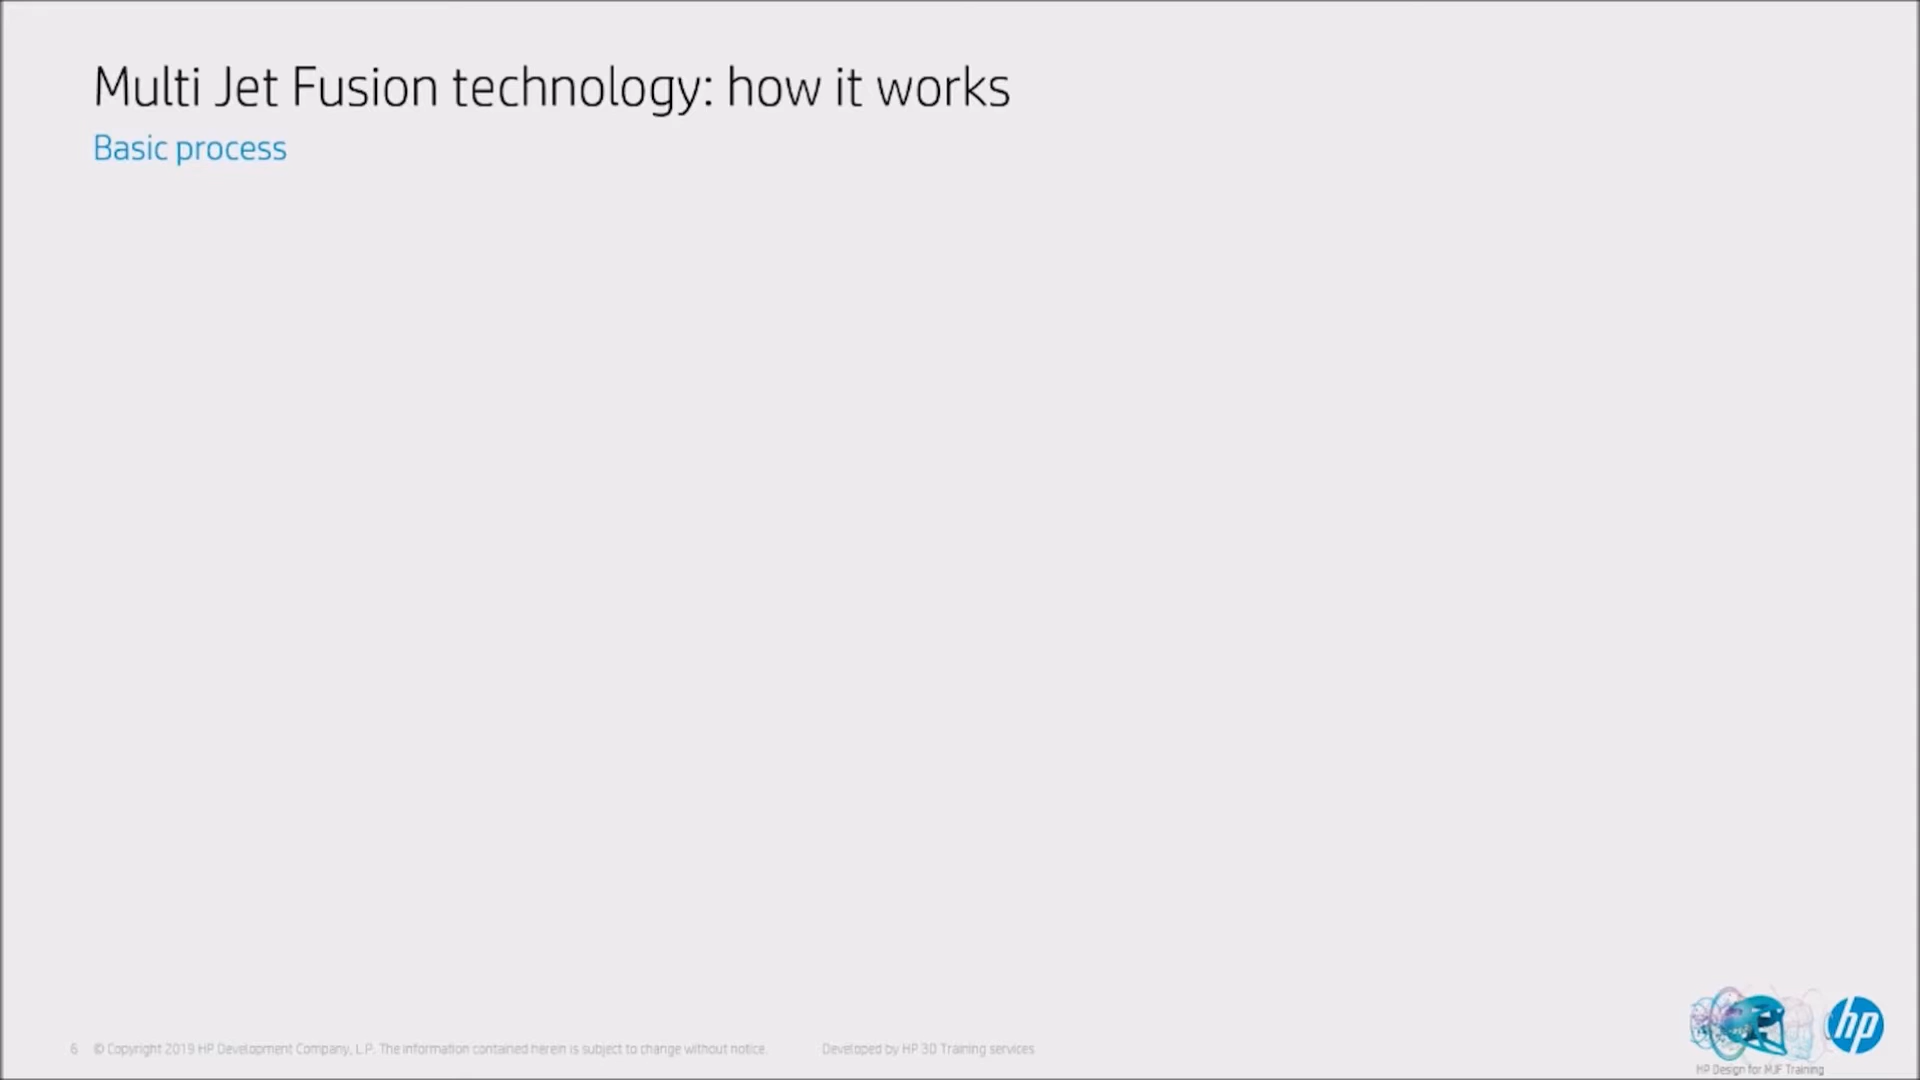 Multi Jet Fusion technology: how it works
Basic process
6 © Copyright 2019 HP Development Company, L.P. The information contained herein is subject to change without notice. Developed by HP 3D Training services
hp
HP Design for MJF Training